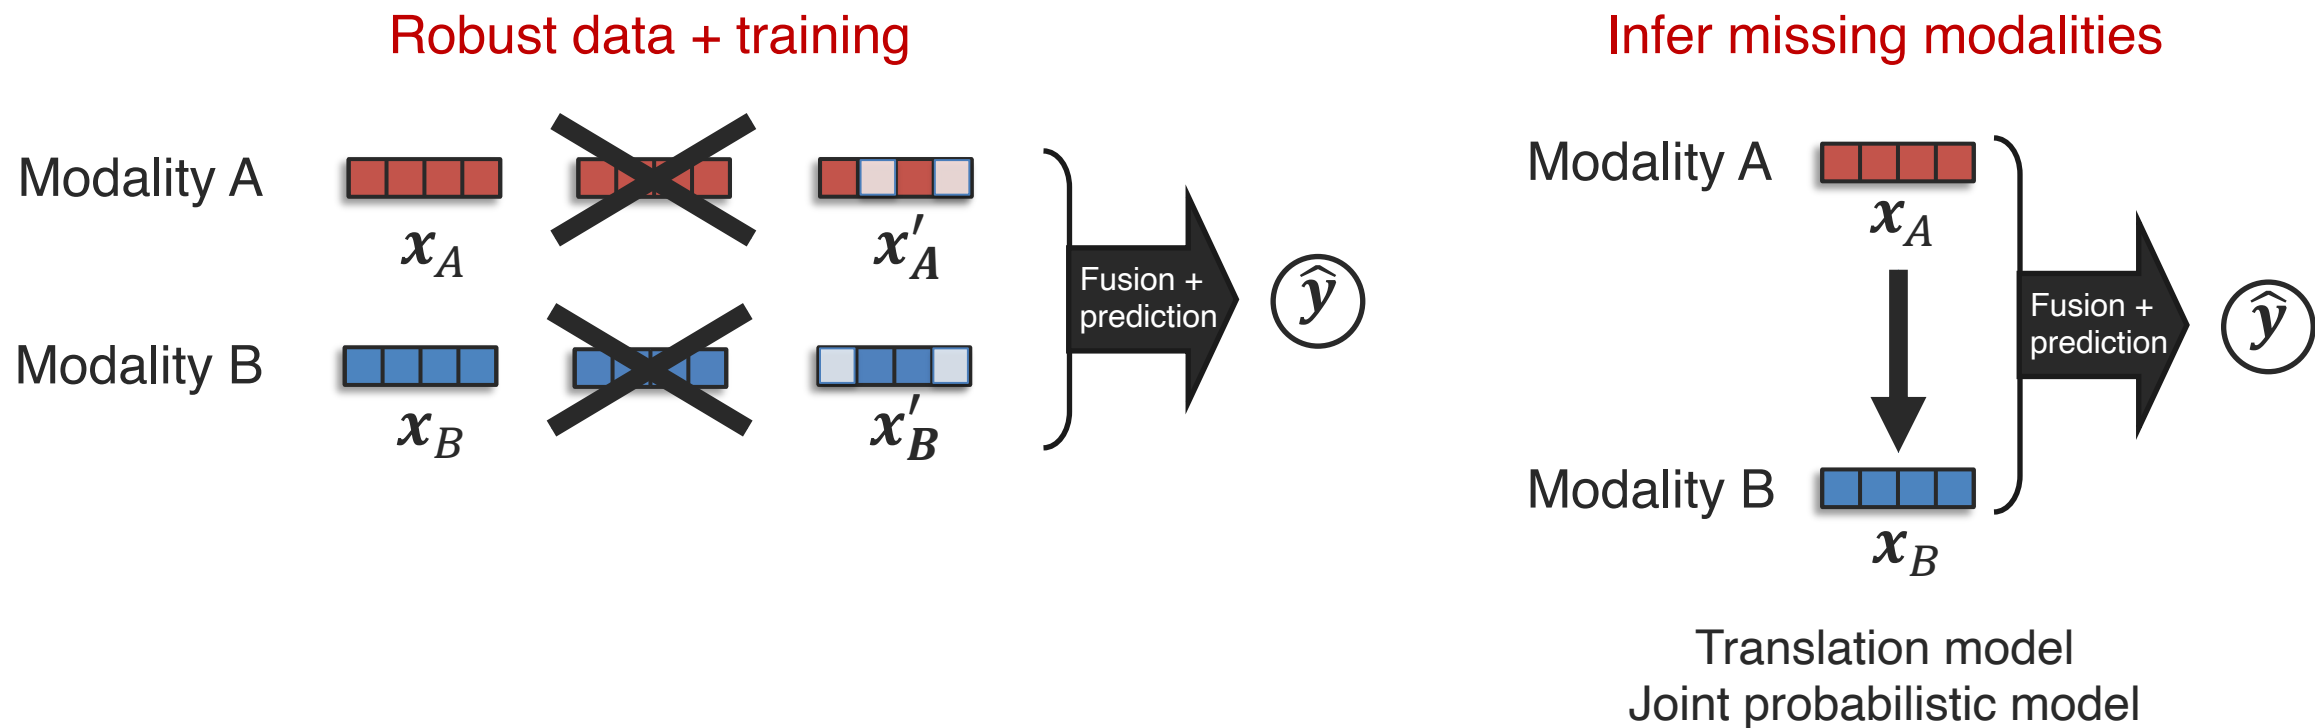 Robust data + training
Modality A
x_A
x'_A
Modality B
x_B
x'_B
Fusion +
prediction
ŷ
Infer missing modalities
Modality A
x_A
Modality B
x_B
Fusion +
prediction
ŷ
Translation model
Joint probabilistic model